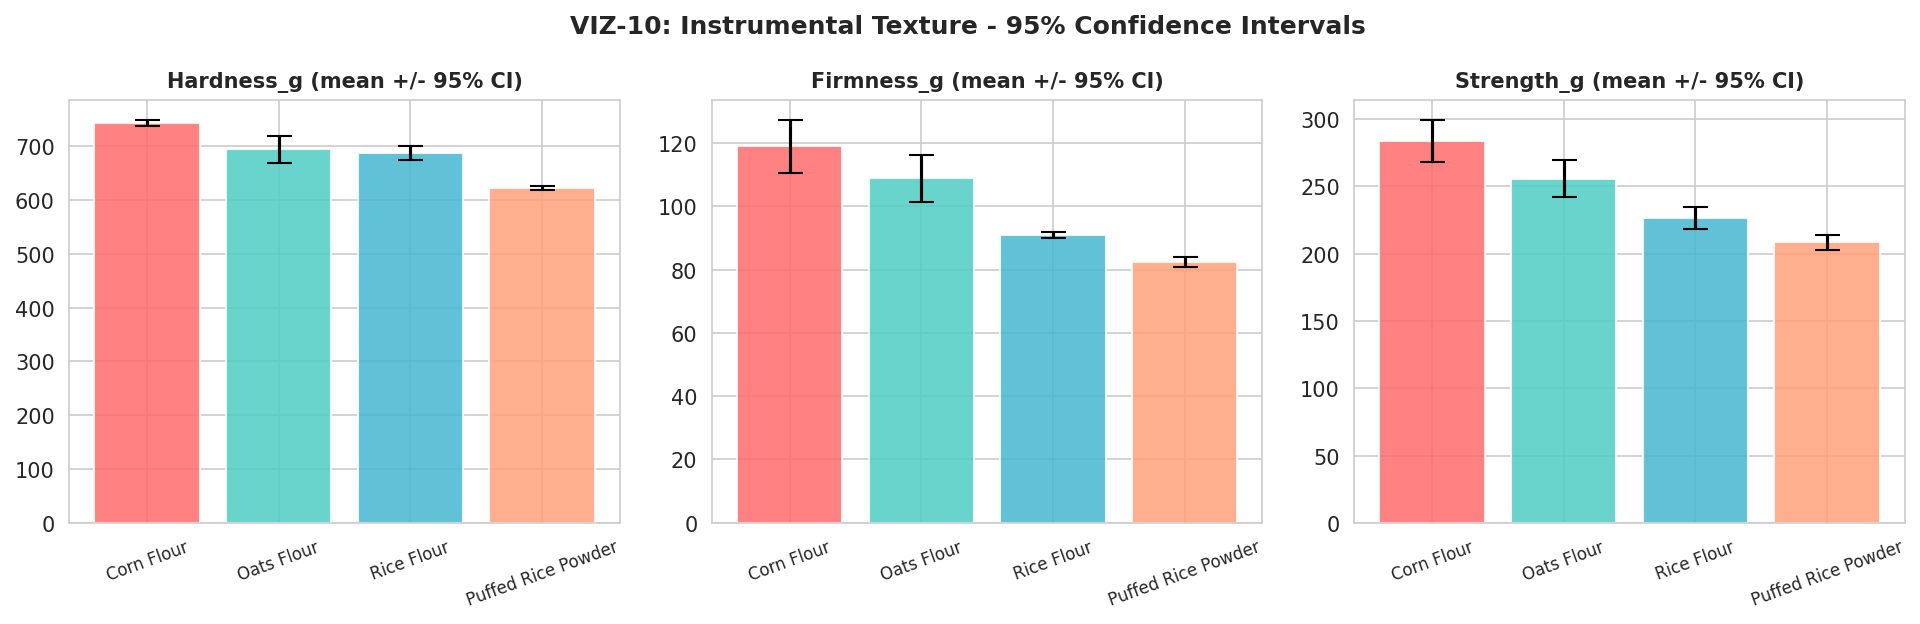 VIZ-10: Instrumental Texture - 95% Confidence Intervals
Hardness_g (mean +/- 95% CI)
700
600
500
400
300
200
100
0
Corn Flour
Oats Flour
Rice Flour
Puffed Rice Powder
Firmness_g (mean +/- 95% CI)
120
100
80
60
40
20
0
Corn Flour
Oats Flour
Rice Flour
Puffed Rice Powder
Strength_g (mean +/- 95% CI)
300
250
200
150
100
50
0
Corn Flour
Oats Flour
Rice Flour
Puffed Rice Powder